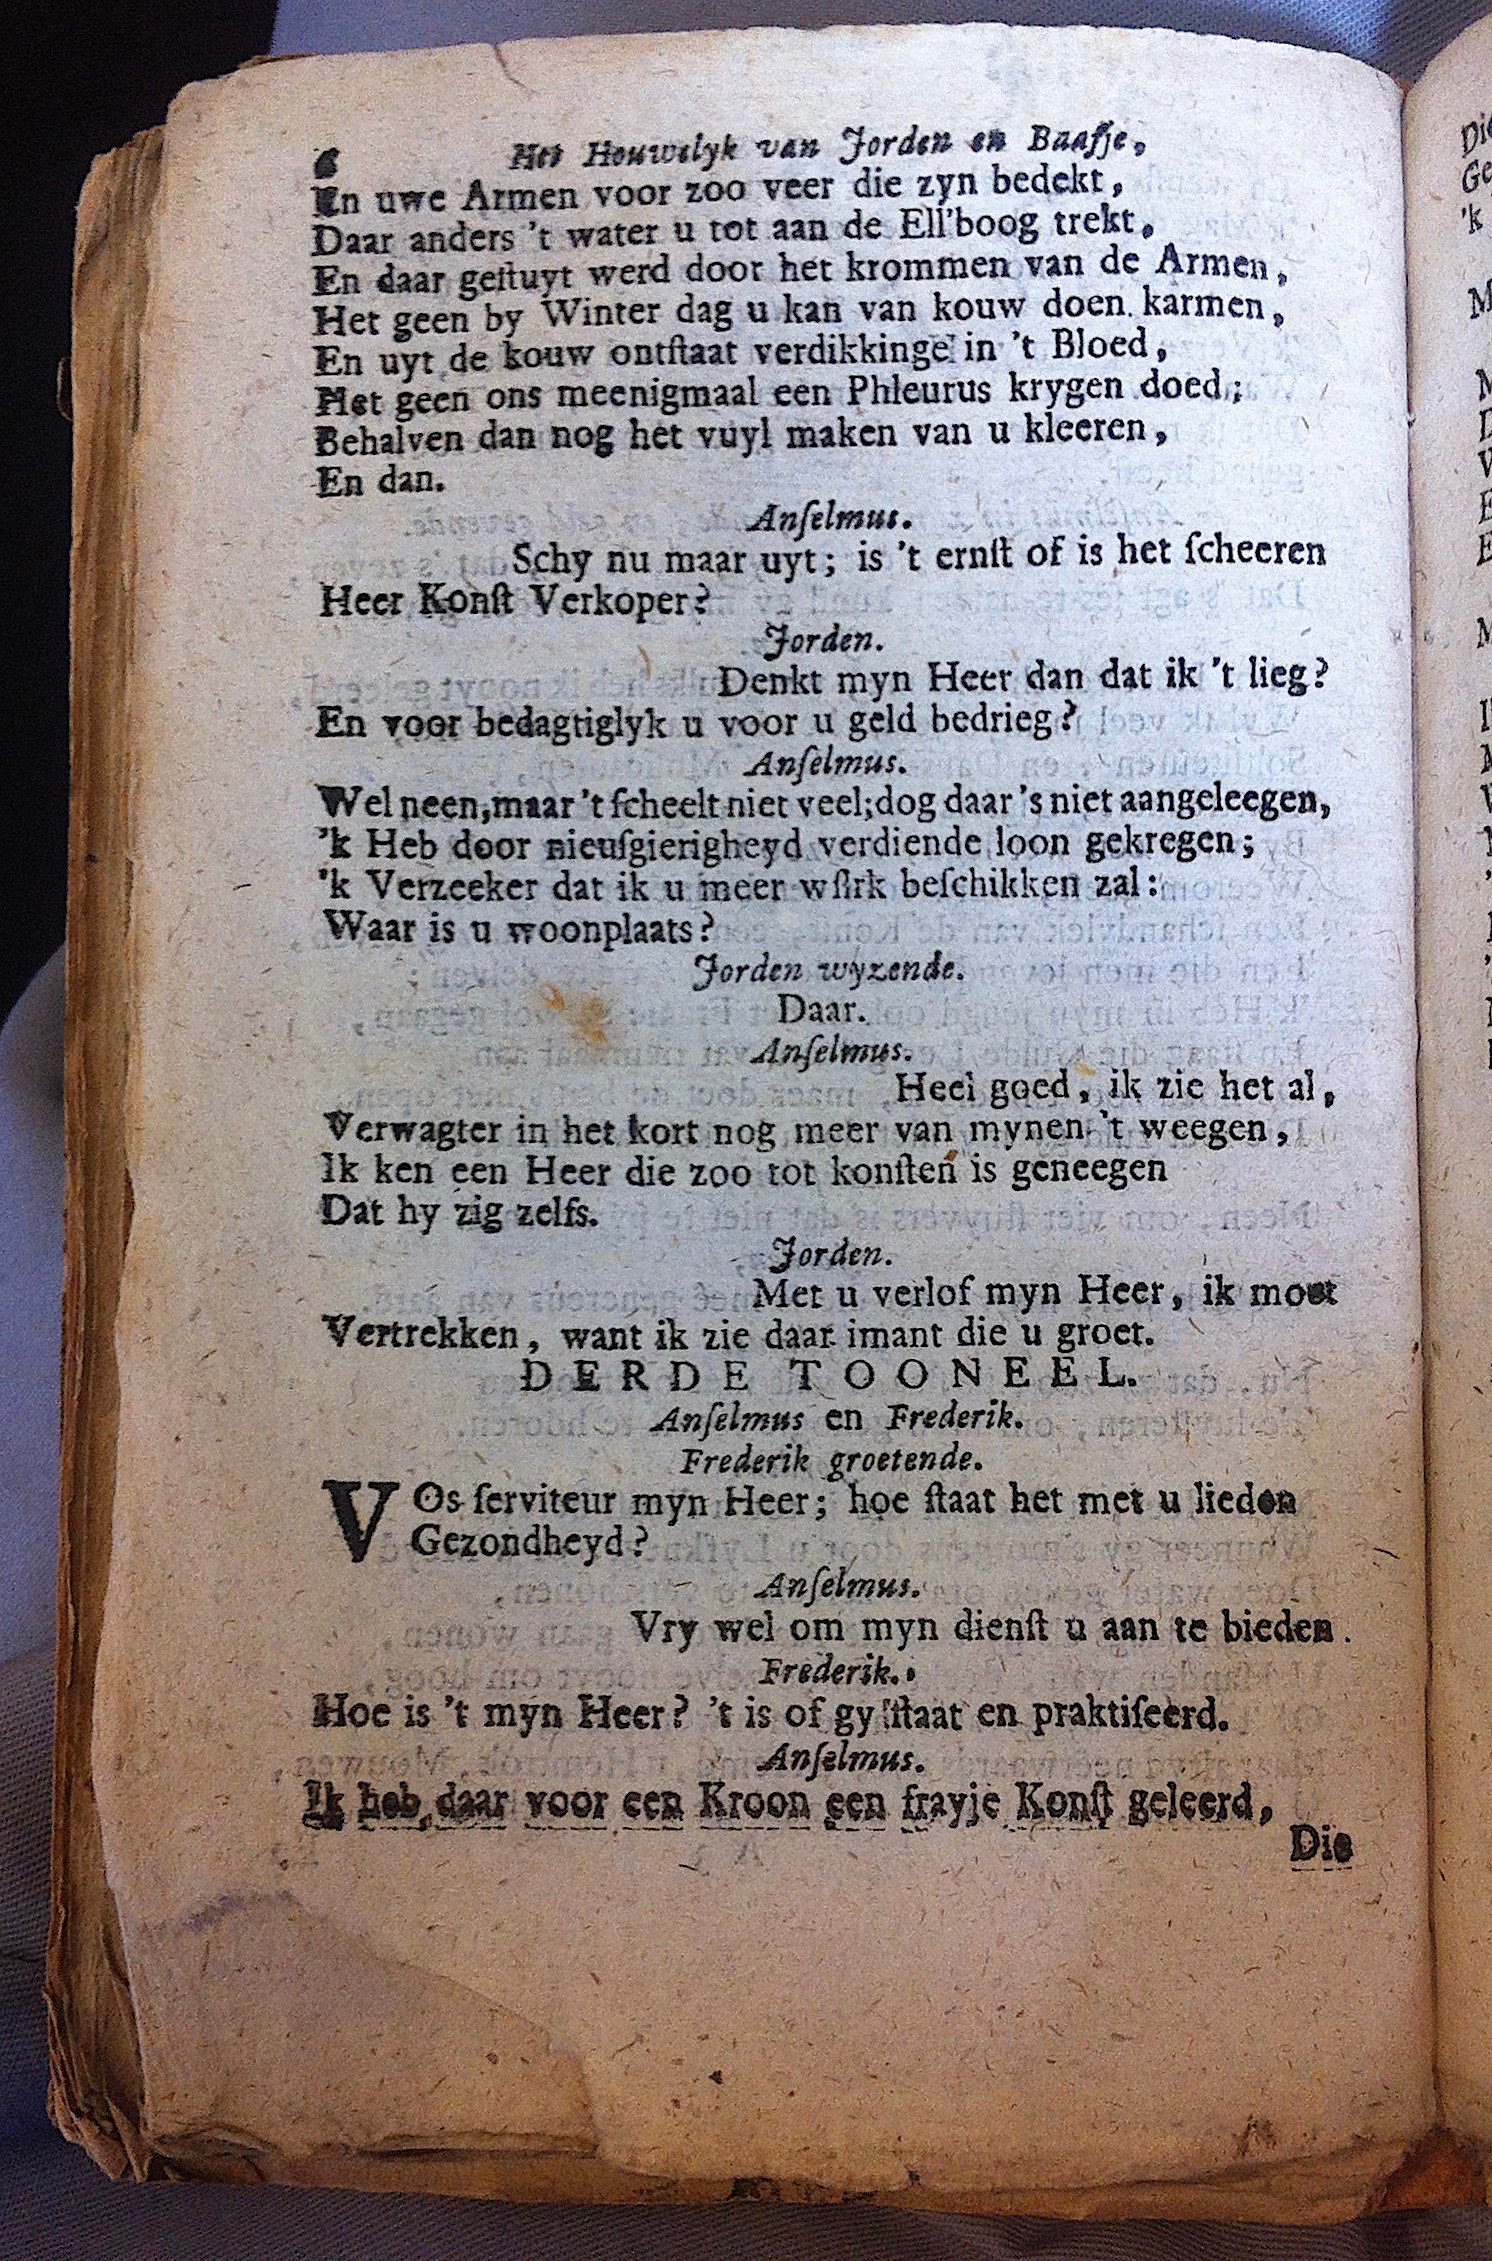 6 Het Houwelyk van Jorden en Baaſje,
En uwe Armen voor zoo veer die zyn bedekt,
Daar anders 't water u tot aan de Ell'boog trekt,
En daar geſtuyt werd door het krommen van de Armen,
Het geen by Winter dag u kan van kouw doen karmen,
En uyt de kouw ontſtaat verdikkinge in 't Bloed,
Het geen ons meenigmaal een Phleurus krygen doed;
Behalven dan nog het vuyl maken van u kleeren,
En dan.
Anſelmus.
Schy nu maar uyt; is 't ernſt of is het ſcheeren
Heer Konſt Verkoper?
Jorden.
Denkt myn Heer dan dat ik 't lieg?
En voor bedagtiglyk u voor u geld bedrieg?
Anſelmus.
Wel neen, maar 't ſcheelt niet veel; dog daar 's niet aangeleegen,
'k Heb door nieuſgierigheyd verdiende loon gekregen;
'k Verzeeker dat ik u meer wſirk beſchikken zal:
Waar is u woonplaats?
Jorden wyzende.
Daar.
Anſelmus.
Heel goed, ik zie het al,
Verwagter in het kort nog meer van mynen 't weegen,
Ik ken een Heer die zoo tot konſten is geneegen
Dat hy zig zelfs.
Jorden.
Met u verlof myn Heer, ik moet
Vertrekken, want ik zie daar imant die u groet.
DERDE TOONEEL.
Anſelmus en Frederik.
Frederik groetende.
VOs ſerviteur myn Heer; hoe ſtaat het met u lieden
Gezondheyd?
Anſelmus.
Vry wel om myn dienſt u aan te bieden.
Frederik.
Hoe is 't myn Heer? 't is of gy ſtaat en praktiſeerd.
Anſelmus.
Ik heb daar voor een Kroon een frayje Konſt geleerd,
Die